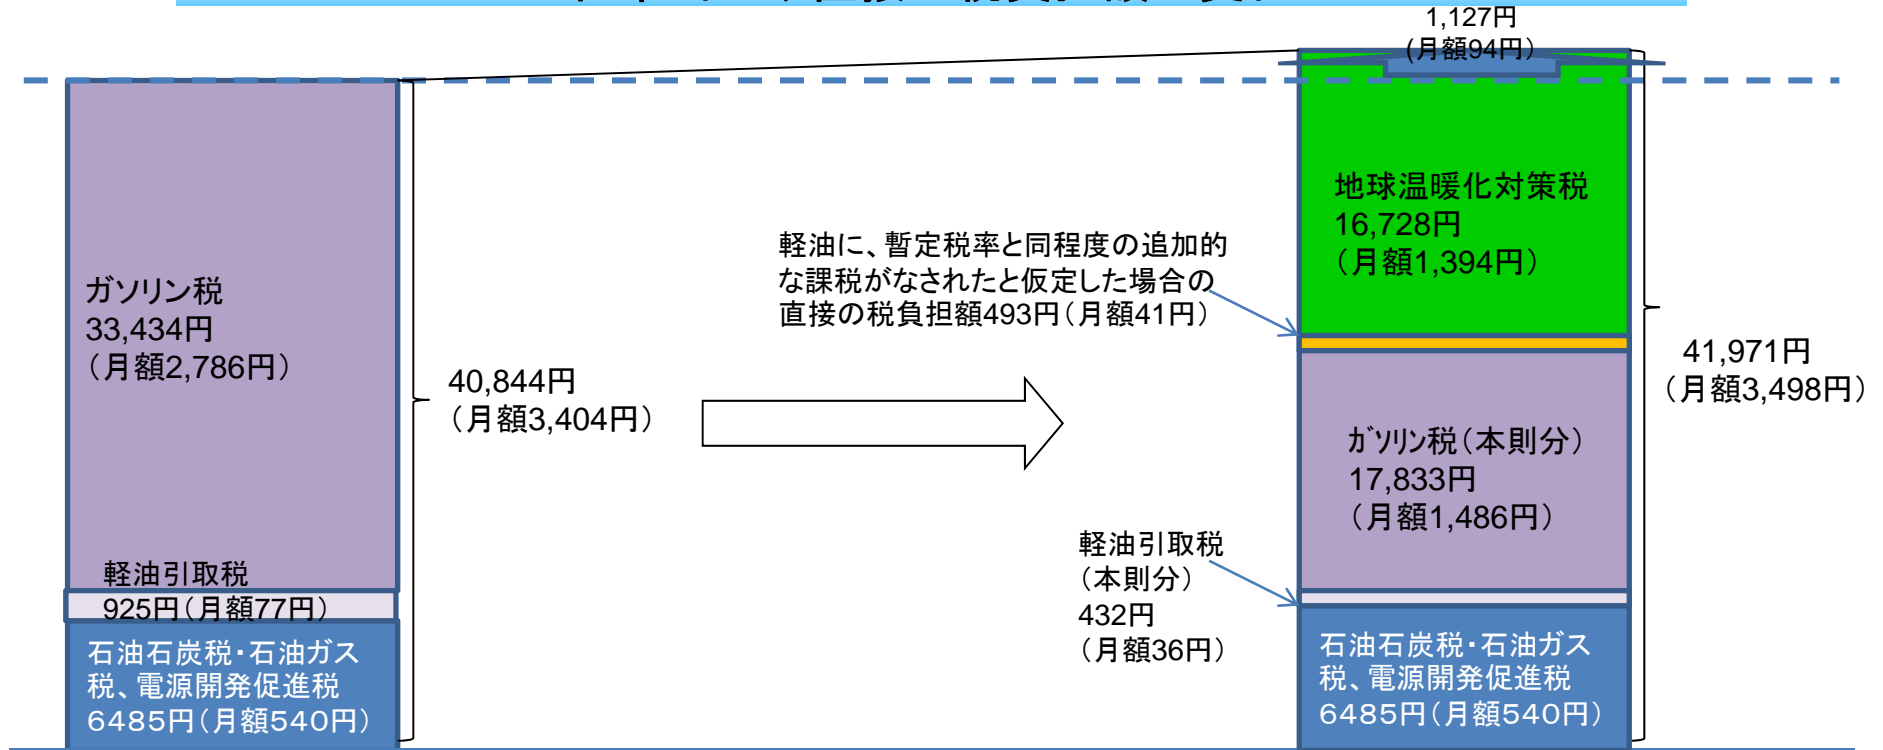 1,127円
(月額94円)
ガソリン税
33,434円
（月額2,786円）
軽油引取税
925円（月額77円）
石油石炭税・石油ガス
税、電源開発促進税
6485円（月額540円）
40,844円
（月額3,404円）
軽油に、暫定税率と同程度の追加的
な課税がなされたと仮定した場合の
直接の税負担額493円（月額41円）
軽油引取税
（本則分）
432円
（月額36円）
地球温暖化対策税
16,728円
（月額1,394円）
ｶﾞｿﾘﾝ税（本則分）
17,833円
（月額1,486円）
石油石炭税・石油ガス
税、電源開発促進税
6485円（月額540円）
41,971円
（月額3,498円）